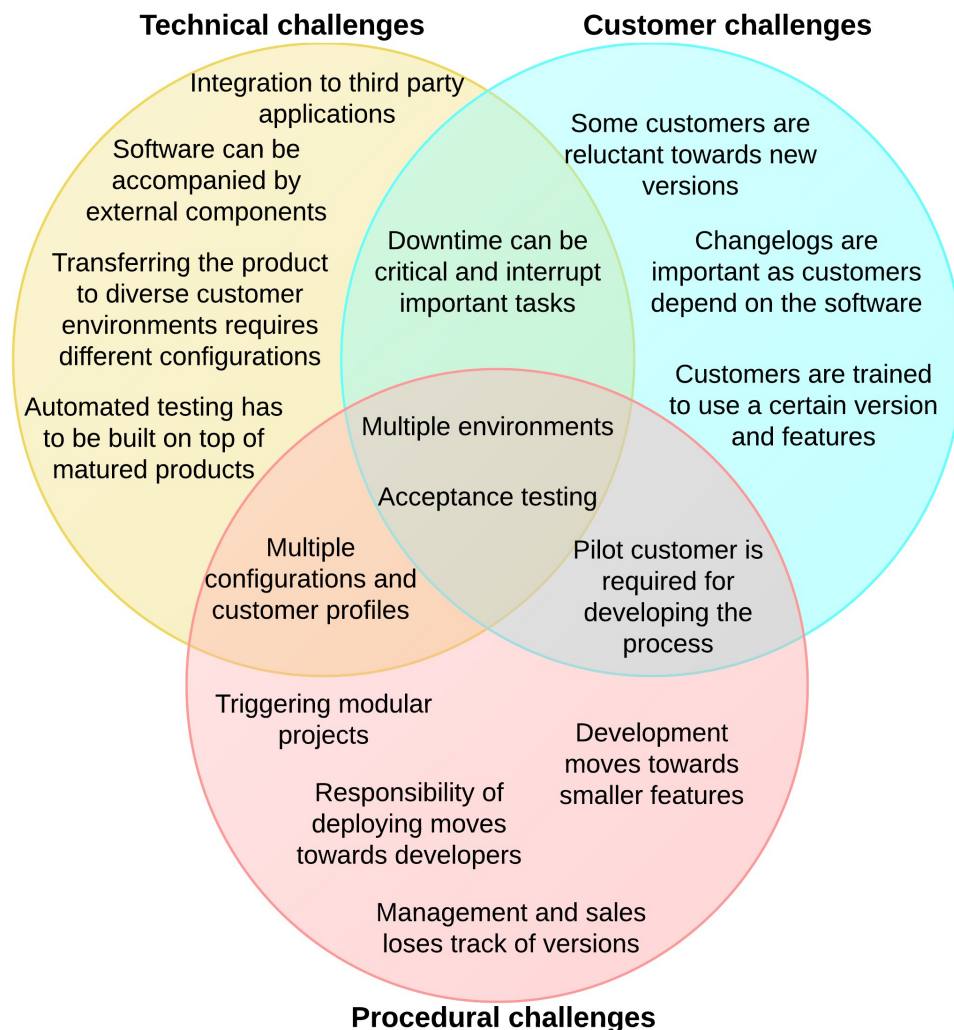 Technical challenges
Customer challenges
Integration to third party
applications
Software can be
accompanied by
external components
Transferring the product
to diverse customer
environments requires
different configurations
Automated testing has
to be built on top of
matured products
Downtime can be
critical and interrupt
important tasks
Some customers are
reluctant towards new
versions
Changelogs are
important as customers
depend on the software
Customers are trained
to use a certain version
and features
Multiple environments
Acceptance testing
Multiple
configurations and
customer profiles
Pilot customer is
required for
developing the
process
Triggering modular
projects
Development
moves towards
smaller features
Responsibility of
deploying moves
towards developers
Management and sales
loses track of versions
Procedural challenges